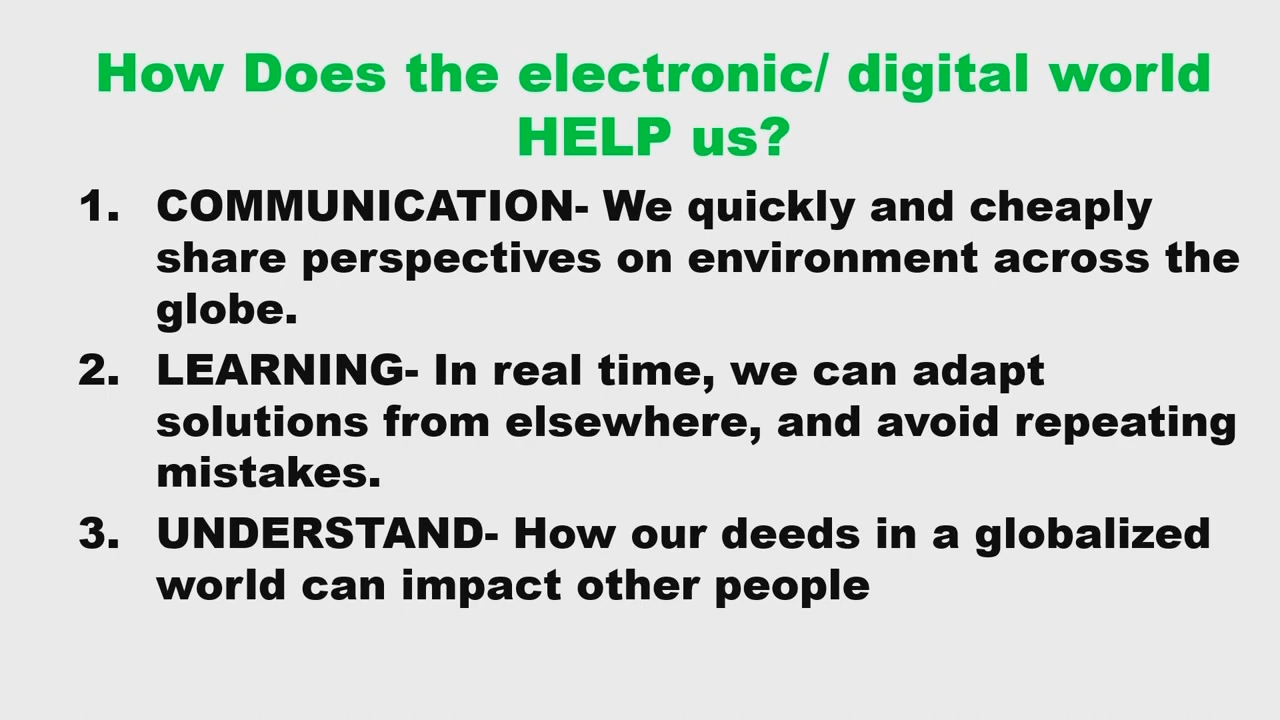 How Does the electronic/ digital world
HELP us?
1. COMMUNICATION- We quickly and cheaply
share perspectives on environment across the
globe.
2. LEARNING- In real time, we can adapt
solutions from elsewhere, and avoid repeating
mistakes.
3. UNDERSTAND- How our deeds in a globalized
world can impact other people